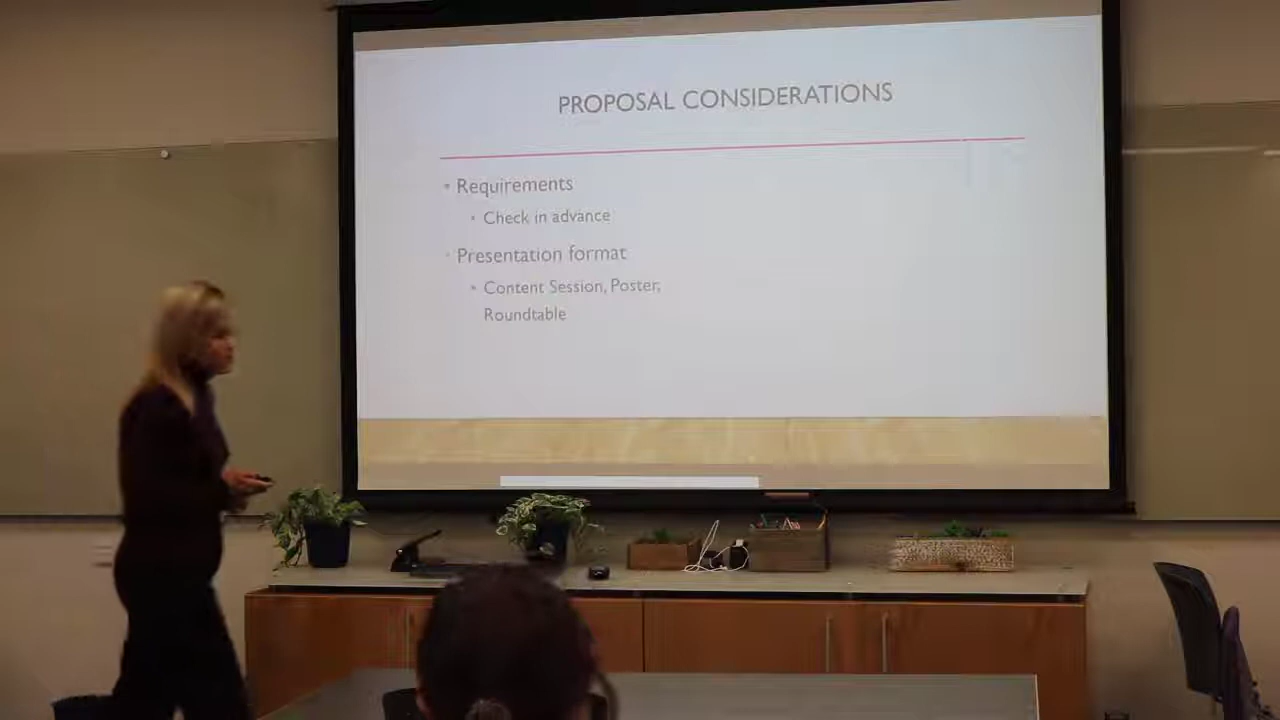 PROPOSAL CONSIDERATIONS
• Requirements
• Check in advance
• Presentation format
• Content Session, Poster,
Roundtable